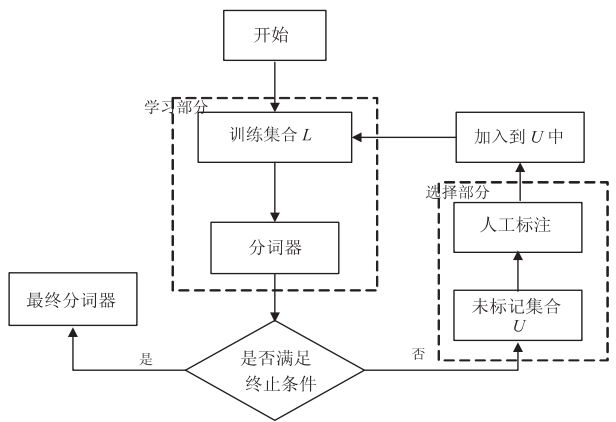 开始
学习部分
训练集合 L
加入到 U 中
选择部分
人工标注
分词器
最终分词器
未标记集合
U
是否满足
终止条件
是
否